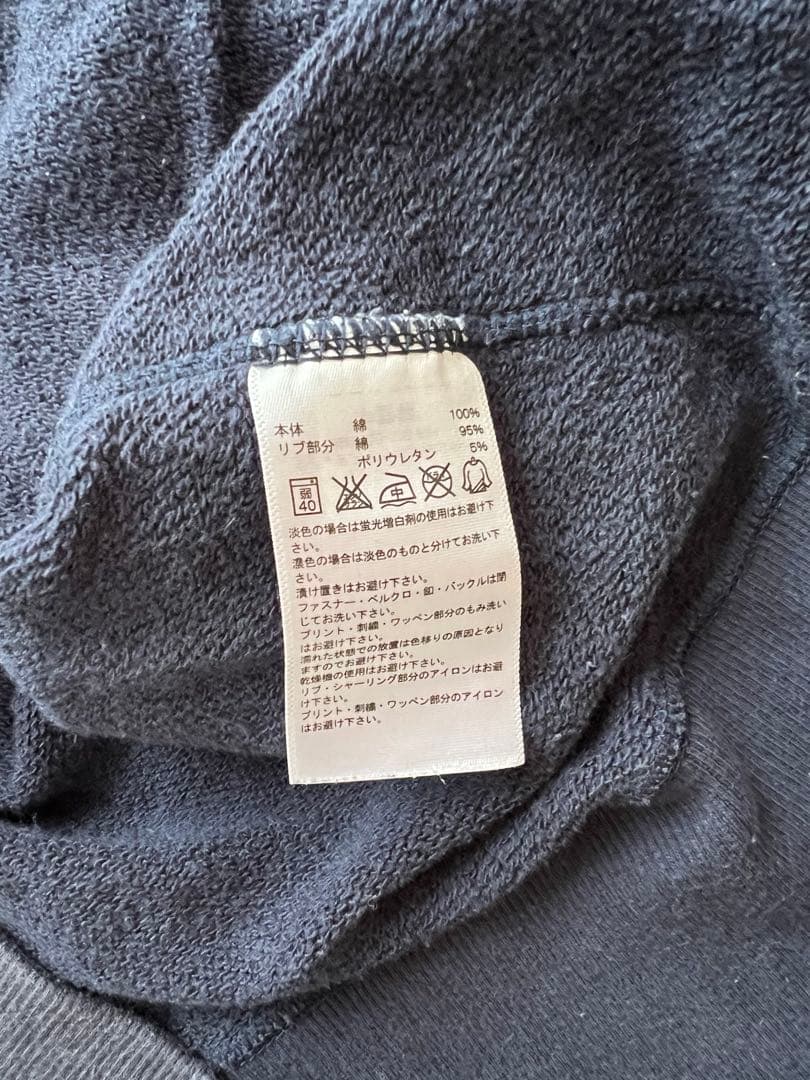 本体 綿 100%
リブ部分 綿 95%
ポリウレタン 5%
弱
40
中
淡色の場合は蛍光増白剤の使用はお避け下
さい。
濃色の場合は淡色のものと分けてお洗い下
さい。
漬け置きはお避け下さい。
ファスナー・ベルクロ・釦・バックルは閉
じてお洗い下さい。
プリント・刺繍・ワッペン部分のもみ洗い
はお避け下さい。
濡れた状態での放置は色移りの原因となり
ますのでお避け下さい。
乾燥機の使用はお避け下さい。
リブ・シャーリング部分のアイロンはお避
け下さい。
プリント・刺繍・ワッペン部分のアイロン
はお避け下さい。